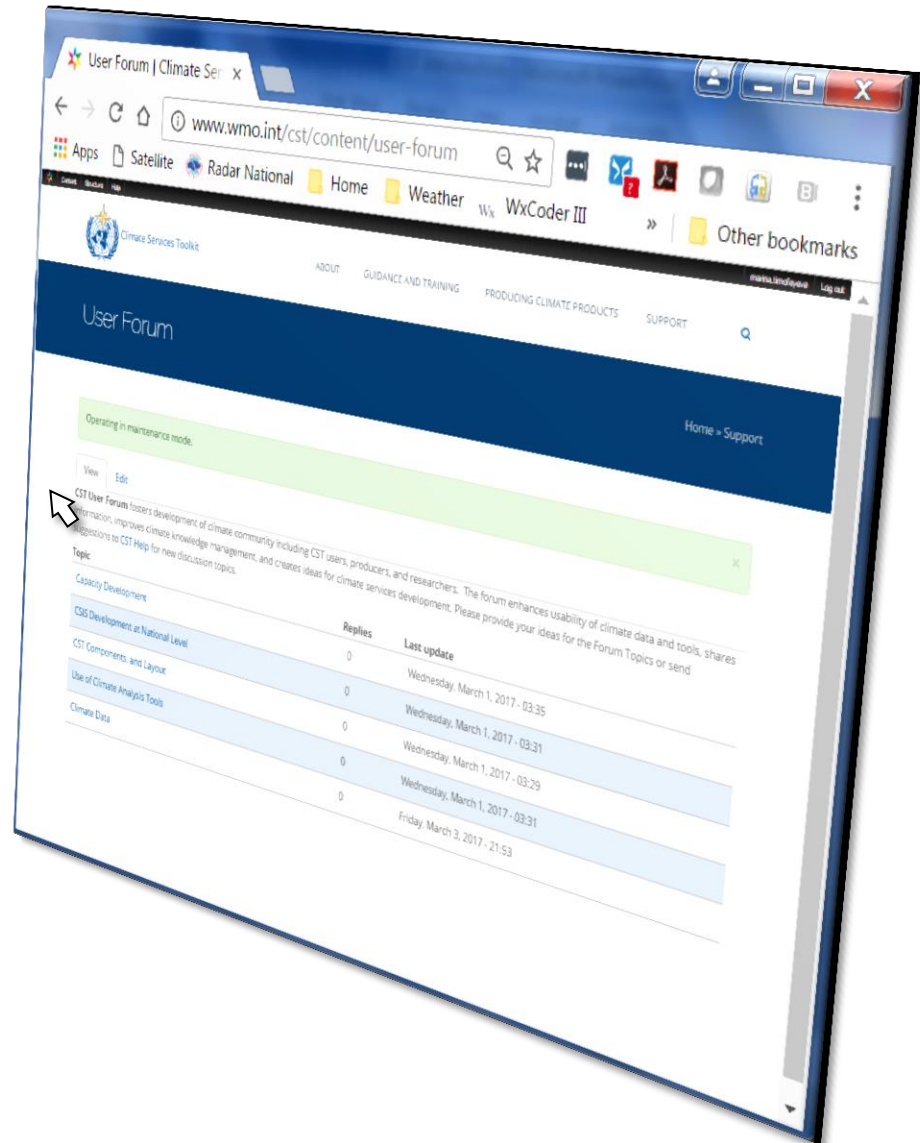 User Forum | Climate Ser x
www.wmo.int/cst/content/user-forum
Apps Satellite Radar National Home Weather Wx WxCoder III » Other bookmarks
Content Structure Help marina.timofeyeva Log out
Climate Services Toolkit
ABOUT GUIDANCE AND TRAINING PRODUCING CLIMATE PRODUCTS SUPPORT
User Forum
Home » Support
Operating in maintenance mode. ×
View Edit
CST User Forum fosters development of climate community including CST users, producers, and researchers. The forum enhances usability of climate data and tools, shares
information, improves climate knowledge management, and creates ideas for climate services development. Please provide your ideas for the Forum Topics or send
suggestions to CST Help for new discussion topics.
Topic Replies Last update
Capacity Development 0 Wednesday, March 1, 2017 - 03:35
CSIS Development at National Level 0 Wednesday, March 1, 2017 - 03:31
CST Components, and Layout 0 Wednesday, March 1, 2017 - 03:29
Use of Climate Analysis Tools 0 Wednesday, March 1, 2017 - 03:31
Climate Data 0 Friday, March 3, 2017 - 21:53